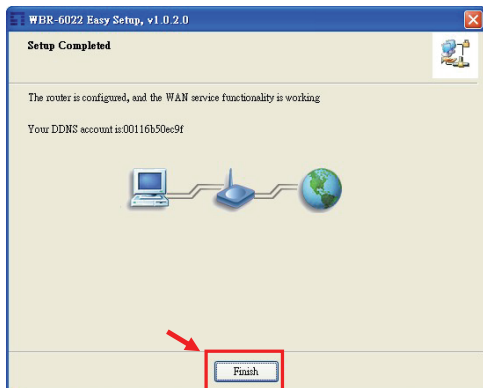 WBR-6022 Easy Setup, v1.0.2.0
Setup Completed
The router is configured, and the WAN service functionality is working
Your DDNS account is:00116b50ec9f
Finish